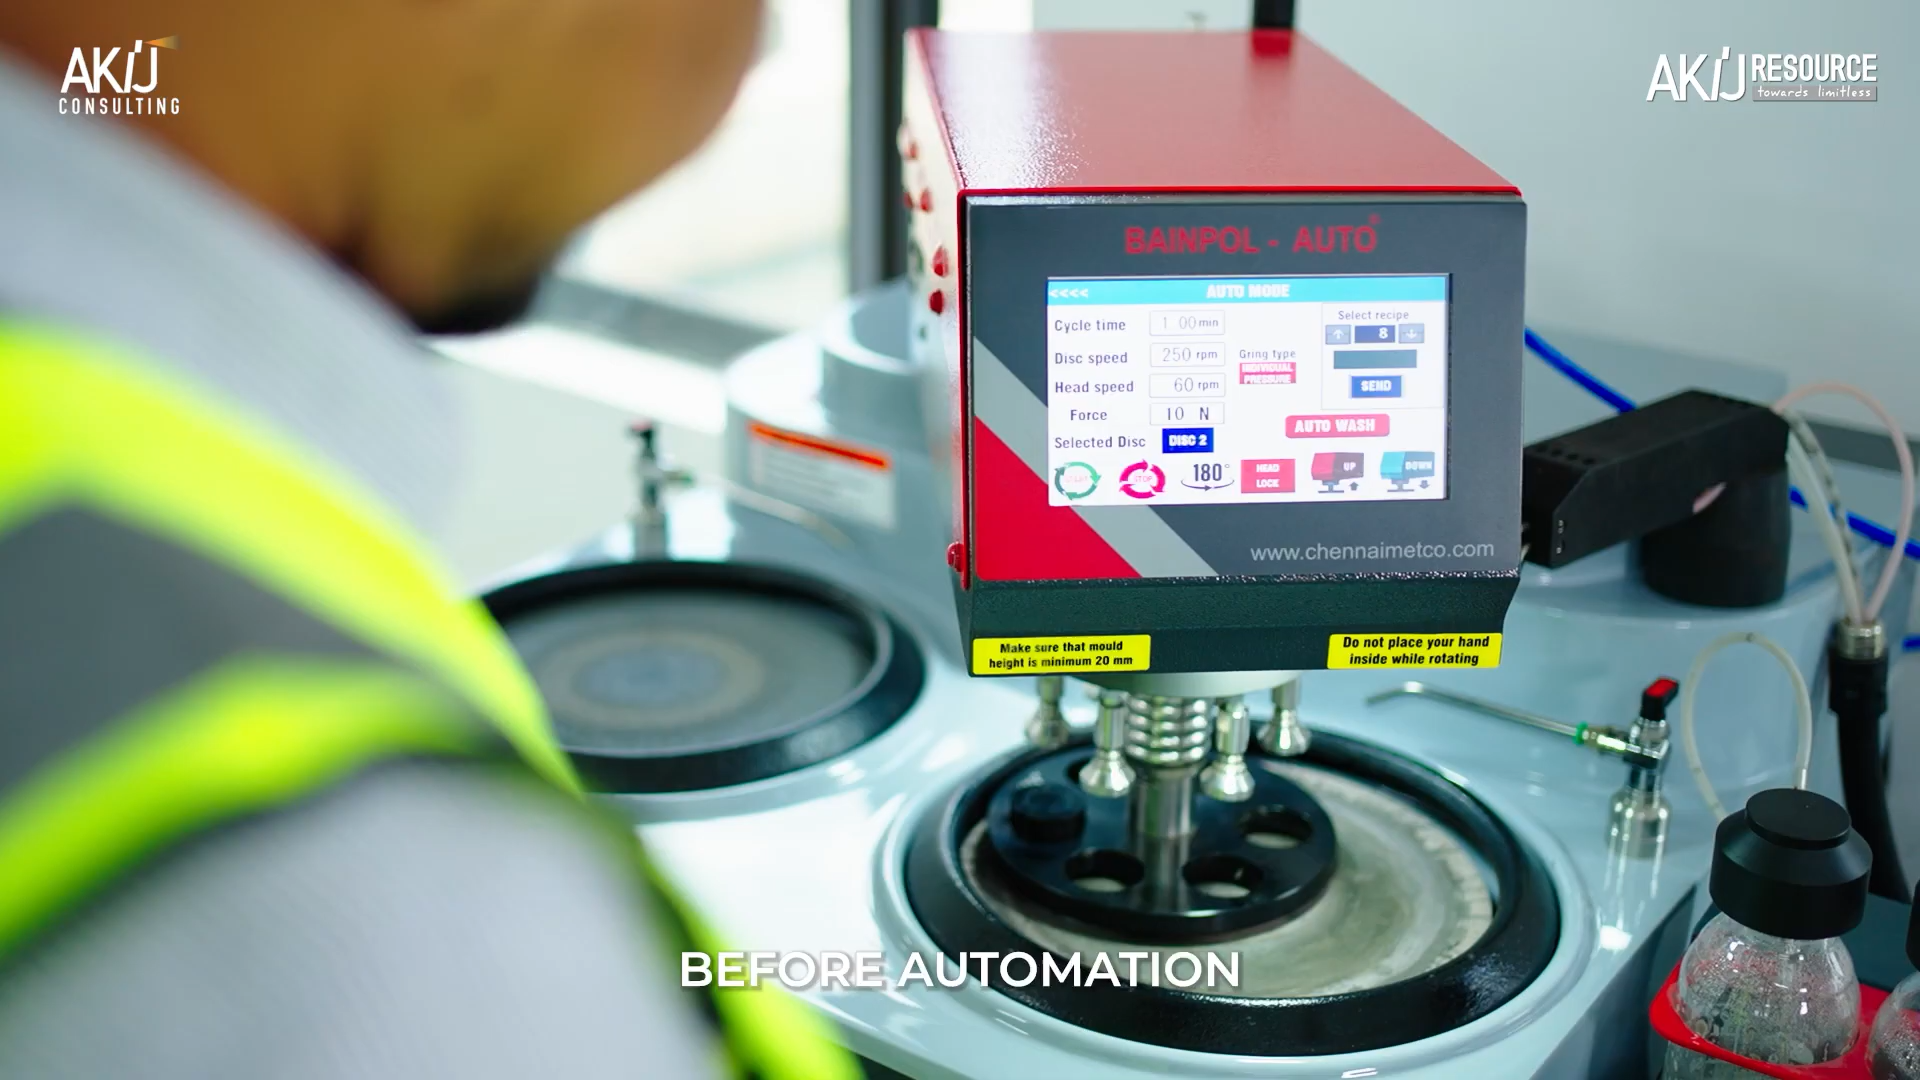 AKIJ
CONSULTING
AKIJ RESOURCE
towards limitless
BAINPOL - AUTO
<<<< AUTO MODE
Cycle time 1.00 min
Disc speed 250 rpm
Head speed 60 rpm
Force 10 N
Selected Disc DISC 2
Gring type
INDIVIDUAL
PRESSURE
Select recipe
8
SEND
AUTO WASH
STOP
180°
HEAD
LOCK
UP
DOWN
www.chennaimetco.com
Make sure that mould
height is minimum 20 mm
Do not place your hand
inside while rotating
BEFORE AUTOMATION